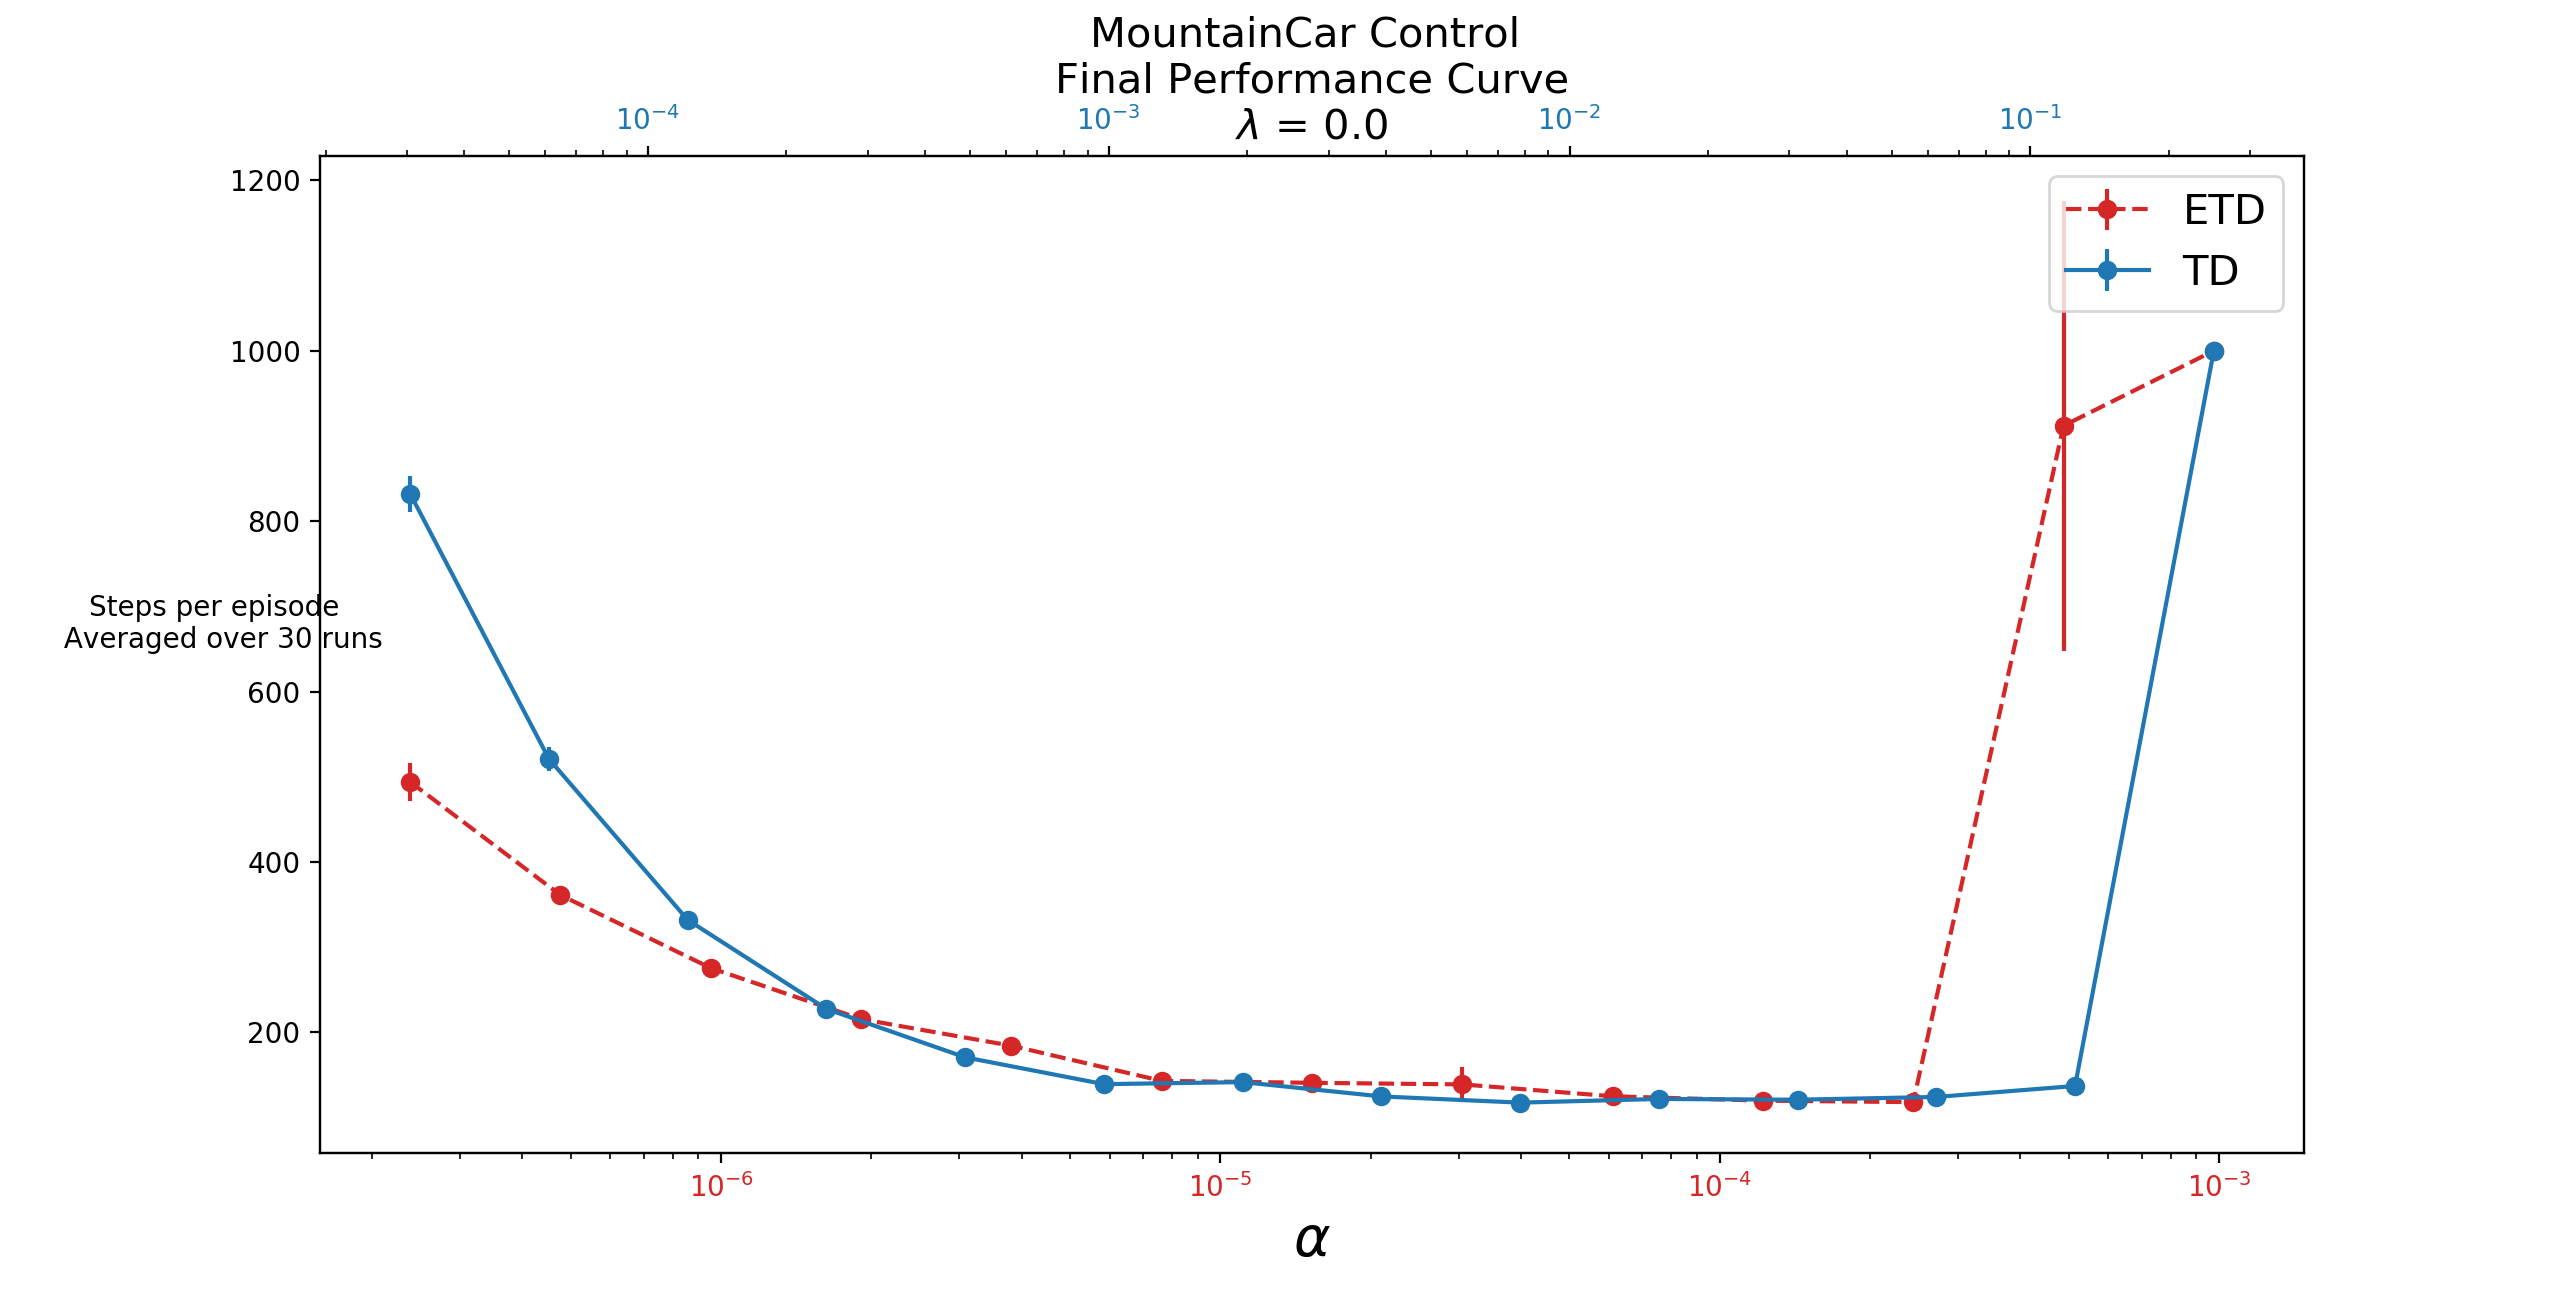 MountainCar Control
Final Performance Curve
λ = 0.0
10⁻⁴ 10⁻³ 10⁻² 10⁻¹
1200
1000
800
600
400
200
Steps per episode
Averaged over 30 runs
ETD
TD
10⁻⁶ 10⁻⁵ 10⁻⁴ 10⁻³
α